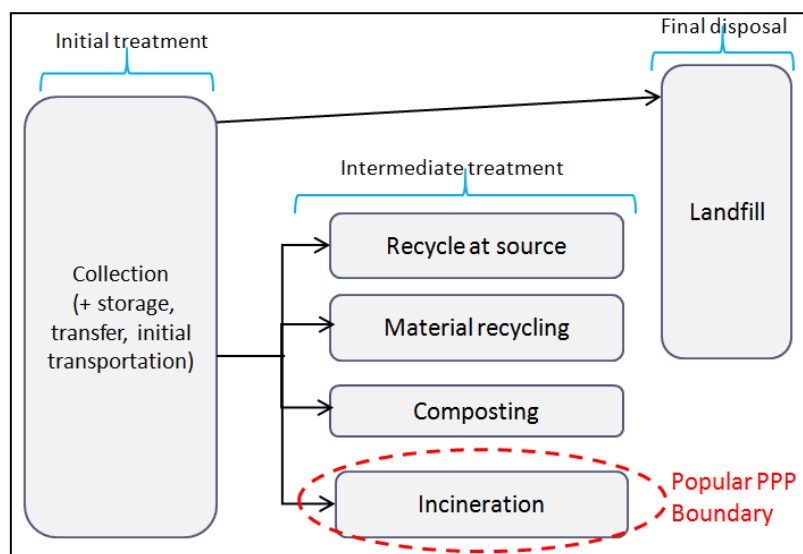 Initial treatment
Final disposal
Intermediate treatment
Collection
(+ storage,
transfer, initial
transportation)
Recycle at source
Material recycling
Composting
Incineration
Landfill
Popular PPP
Boundary